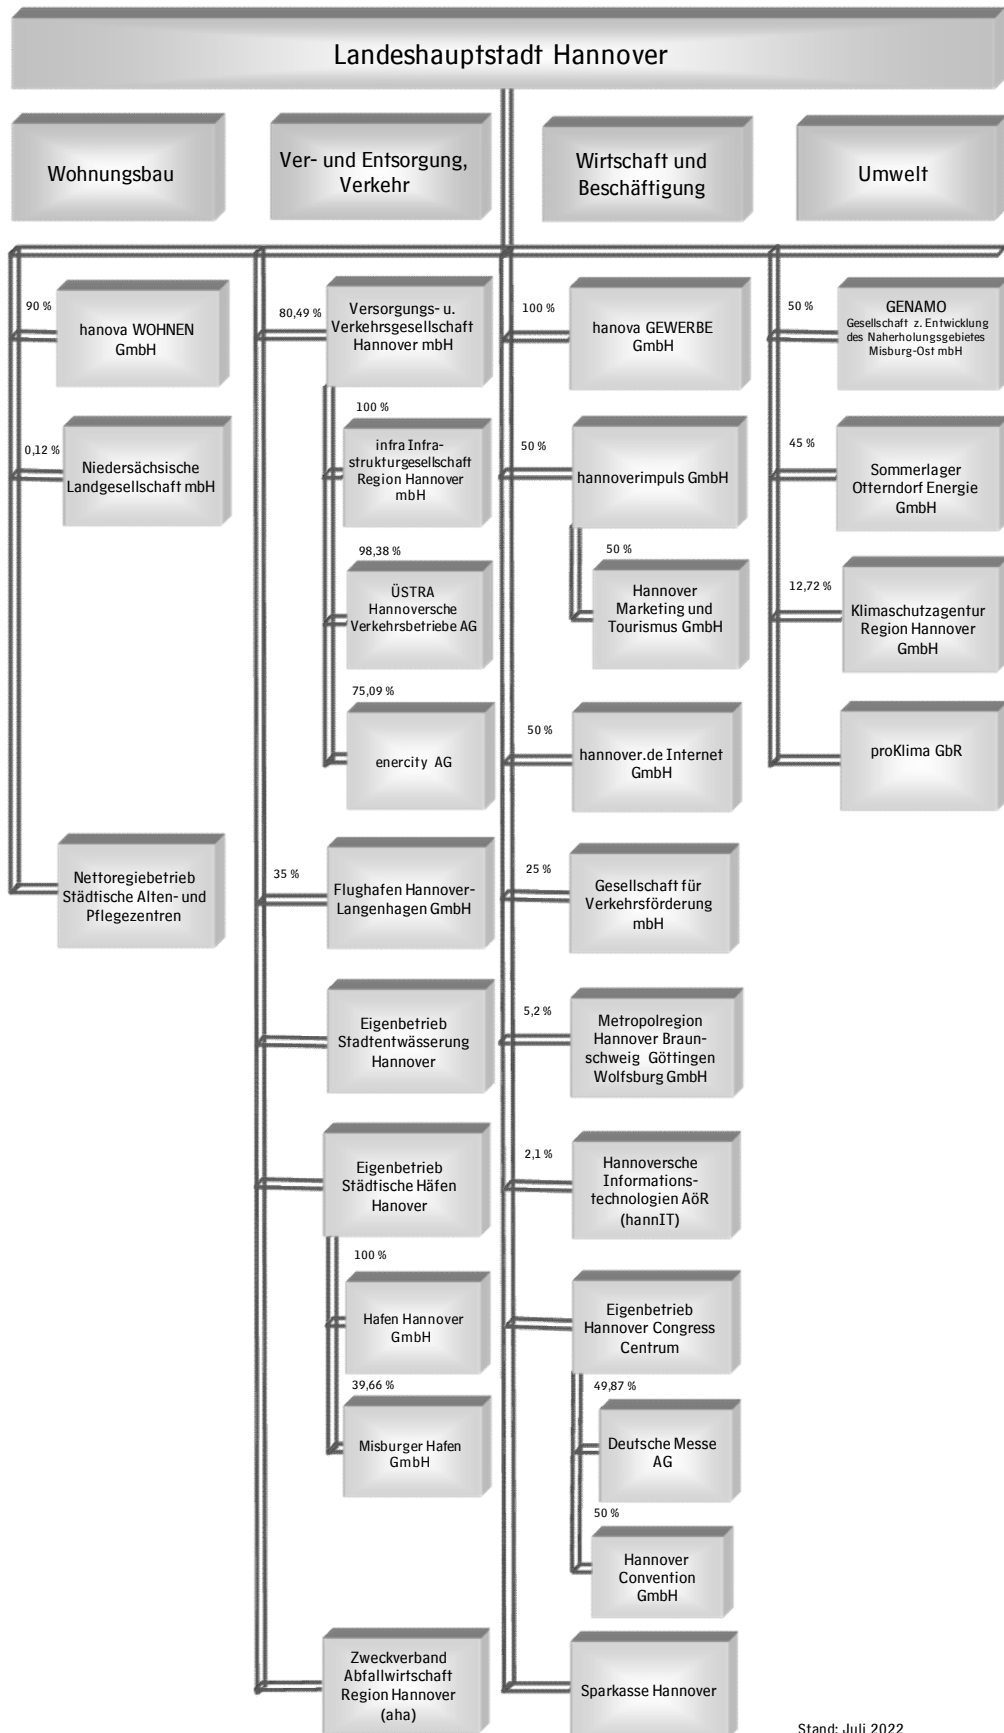 Landeshauptstadt Hannover
Wohnungsbau
90 %
hanova WOHNEN
GmbH
0,12 %
Niedersächsische
Landgesellschaft mbH
Nettoregiebetrieb
Städtische Alten- und
Pflegezentren
Ver- und Entsorgung,
Verkehr
80,49 %
Versorgungs- u.
Verkehrsgesellschaft
Hannover mbH
100 %
infra Infra-
strukturgesellschaft
Region Hannover
mbH
98,38 %
ÜSTRA
Hannoversche
Verkehrsbetriebe AG
75,09 %
enercity AG
35 %
Flughafen Hannover-
Langenhagen GmbH
Eigenbetrieb
Stadtentwässerung
Hannover
Eigenbetrieb
Städtische Häfen
Hanover
100 %
Hafen Hannover
GmbH
39,66 %
Misburger Hafen
GmbH
Zweckverband
Abfallwirtschaft
Region Hannover
(aha)
Wirtschaft und
Beschäftigung
100 %
hanova GEWERBE
GmbH
50 %
hannoverimpuls GmbH
50 %
Hannover
Marketing und
Tourismus GmbH
50 %
hannover.de Internet
GmbH
25 %
Gesellschaft für
Verkehrsförderung
mbH
5,2 %
Metropolregion
Hannover Braun-
schweig Göttingen
Wolfsburg GmbH
2,1 %
Hannoversche
Informations-
technologien AöR
(hannIT)
Eigenbetrieb
Hannover Congress
Centrum
49,87 %
Deutsche Messe
AG
50 %
Hannover
Convention
GmbH
Sparkasse Hannover
Umwelt
50 %
GENAMO
Gesellschaft z. Entwicklung
des Naherholungsgebietes
Misburg-Ost mbH
45 %
Sommerlager
Otterndorf Energie
GmbH
12,72 %
Klimaschutzagentur
Region Hannover
GmbH
proKlima GbR
Stand: Juli 2022